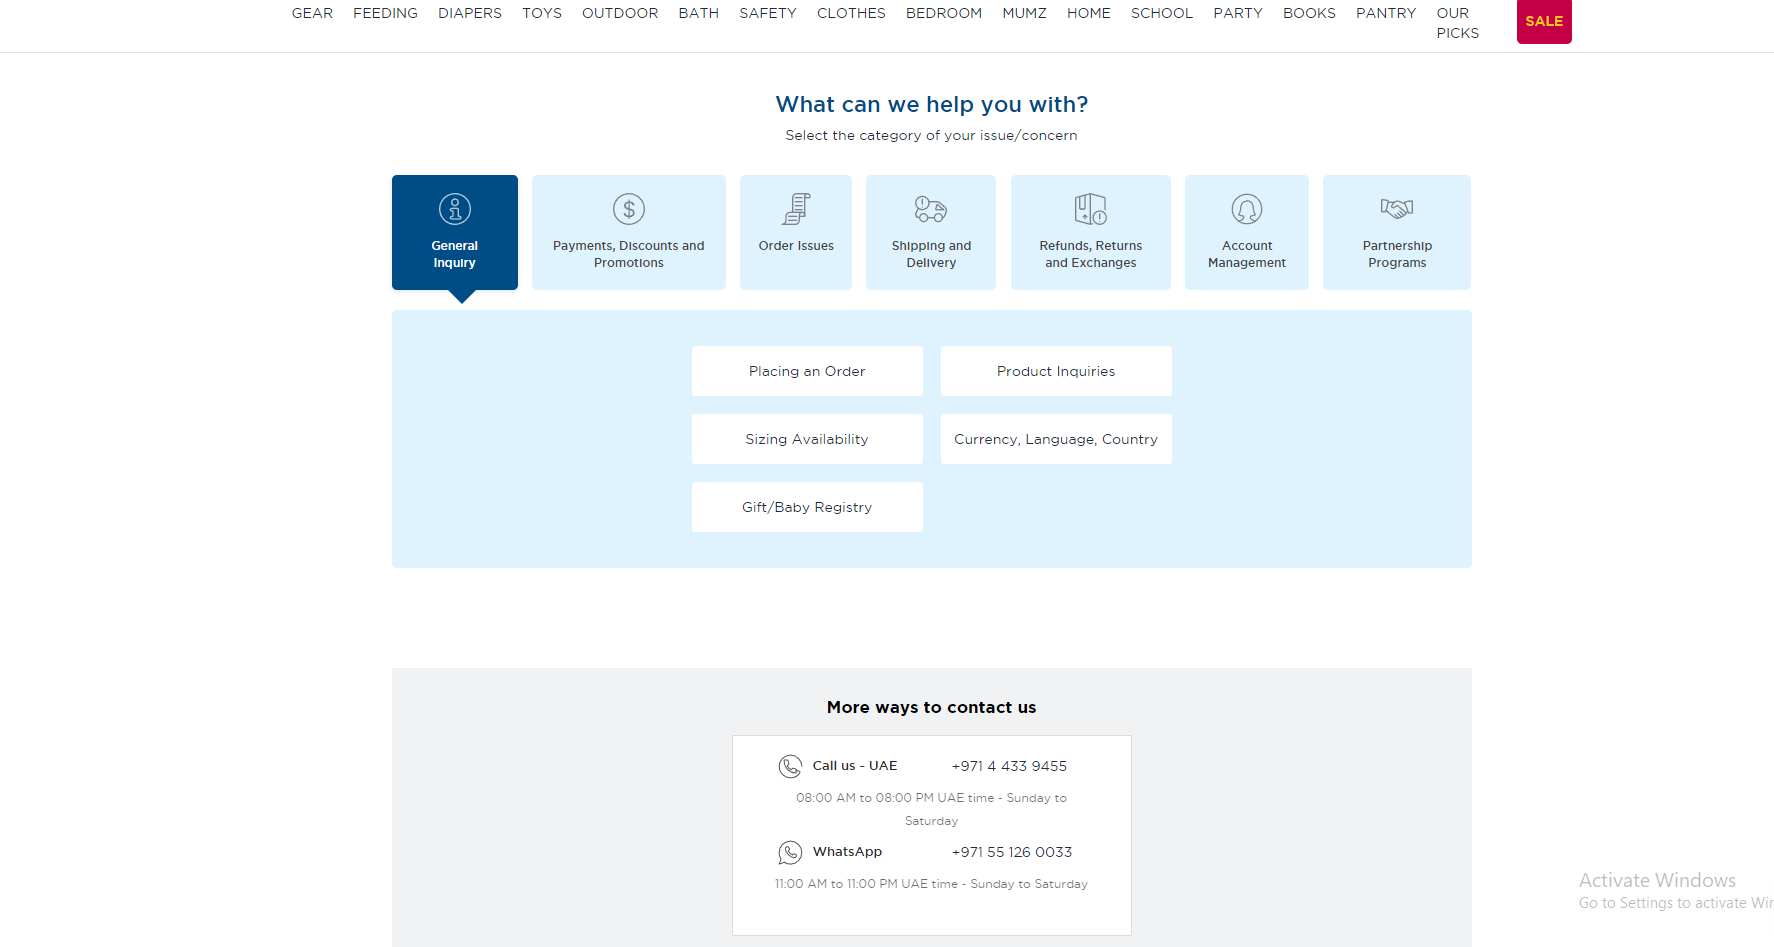 GEAR FEEDING DIAPERS TOYS OUTDOOR BATH SAFETY CLOTHES BEDROOM MUMZ HOME SCHOOL PARTY BOOKS PANTRY OUR PICKS SALE
What can we help you with?
Select the category of your issue/concern
General
Inquiry
Payments, Discounts and
Promotions
Order Issues
Shipping and
Delivery
Refunds, Returns
and Exchanges
Account
Management
Partnership
Programs
Placing an Order
Product Inquiries
Sizing Availability
Currency, Language, Country
Gift/Baby Registry
More ways to contact us
Call us - UAE +971 4 433 9455
08:00 AM to 08:00 PM UAE time - Sunday to
Saturday
WhatsApp +971 55 126 0033
11:00 AM to 11:00 PM UAE time - Sunday to Saturday
Activate Windows
Go to Settings to activate Wi